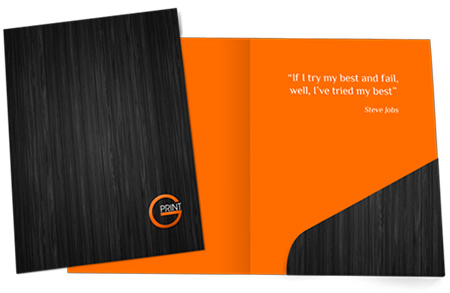 PRINT
"If I try my best and fail,
well, I've tried my best"
Steve Jobs